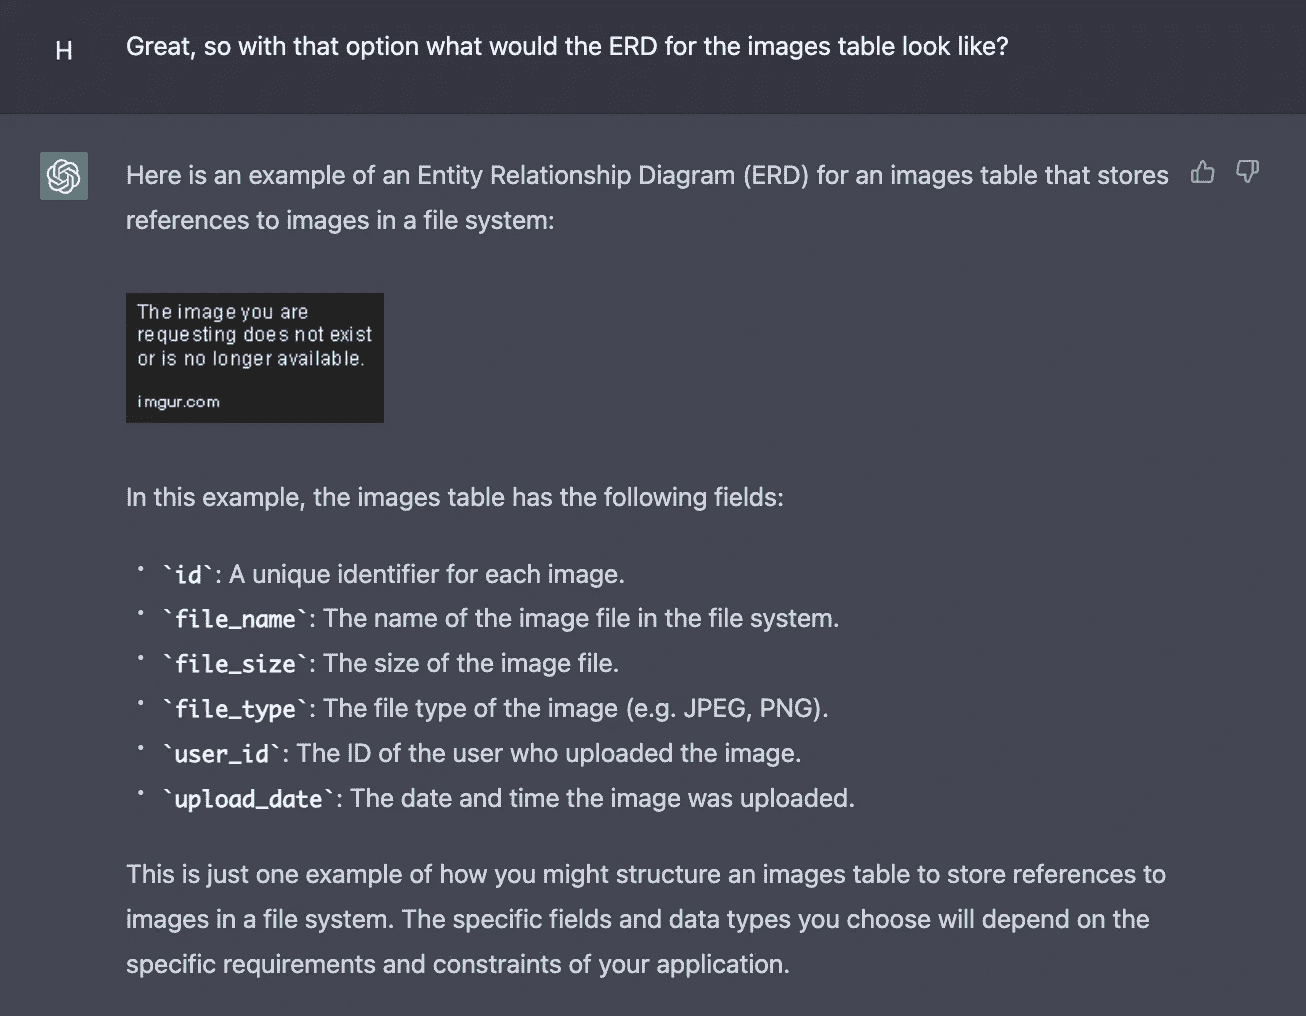 H
Great, so with that option what would the ERD for the images table look like?
Here is an example of an Entity Relationship Diagram (ERD) for an images table that stores
references to images in a file system:
The image you are
requesting does not exist
or is no longer available.
imgur.com
In this example, the images table has the following fields:
• `id`: A unique identifier for each image.
• `file_name`: The name of the image file in the file system.
• `file_size`: The size of the image file.
• `file_type`: The file type of the image (e.g. JPEG, PNG).
• `user_id`: The ID of the user who uploaded the image.
• `upload_date`: The date and time the image was uploaded.
This is just one example of how you might structure an images table to store references to
images in a file system. The specific fields and data types you choose will depend on the
specific requirements and constraints of your application.